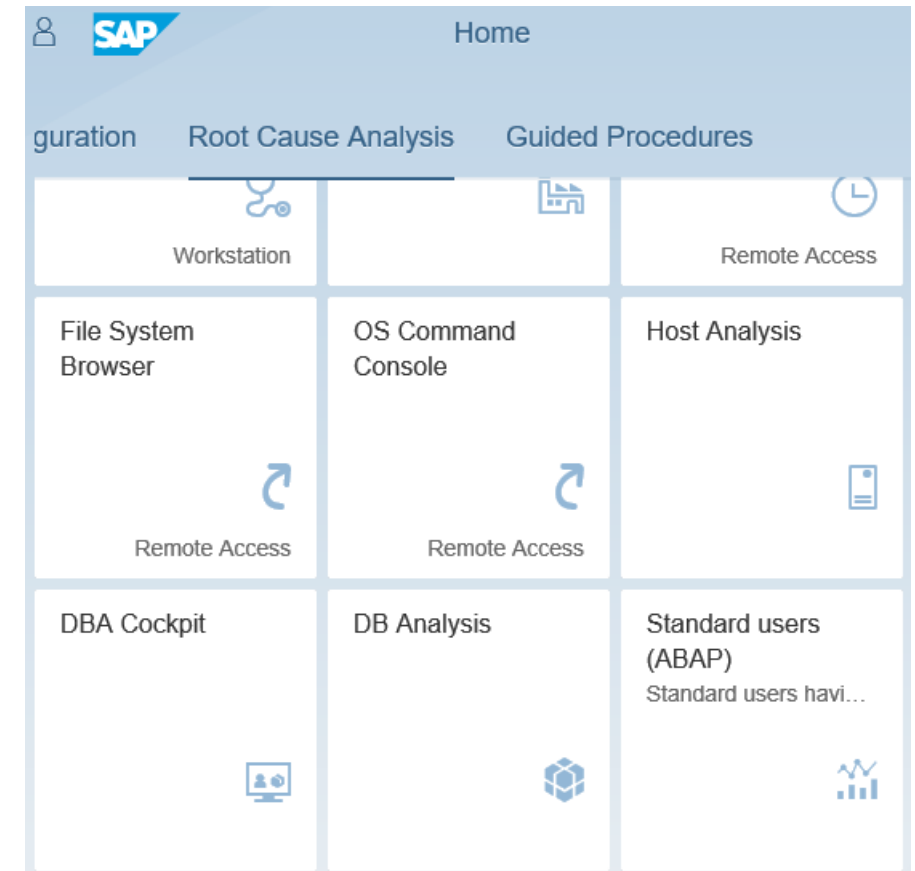 SAP Home
guration Root Cause Analysis Guided Procedures
Workstation
Remote Access
File System
Browser
Remote Access
OS Command
Console
Remote Access
Host Analysis
DBA Cockpit
DB Analysis
Standard users
(ABAP)
Standard users havi...